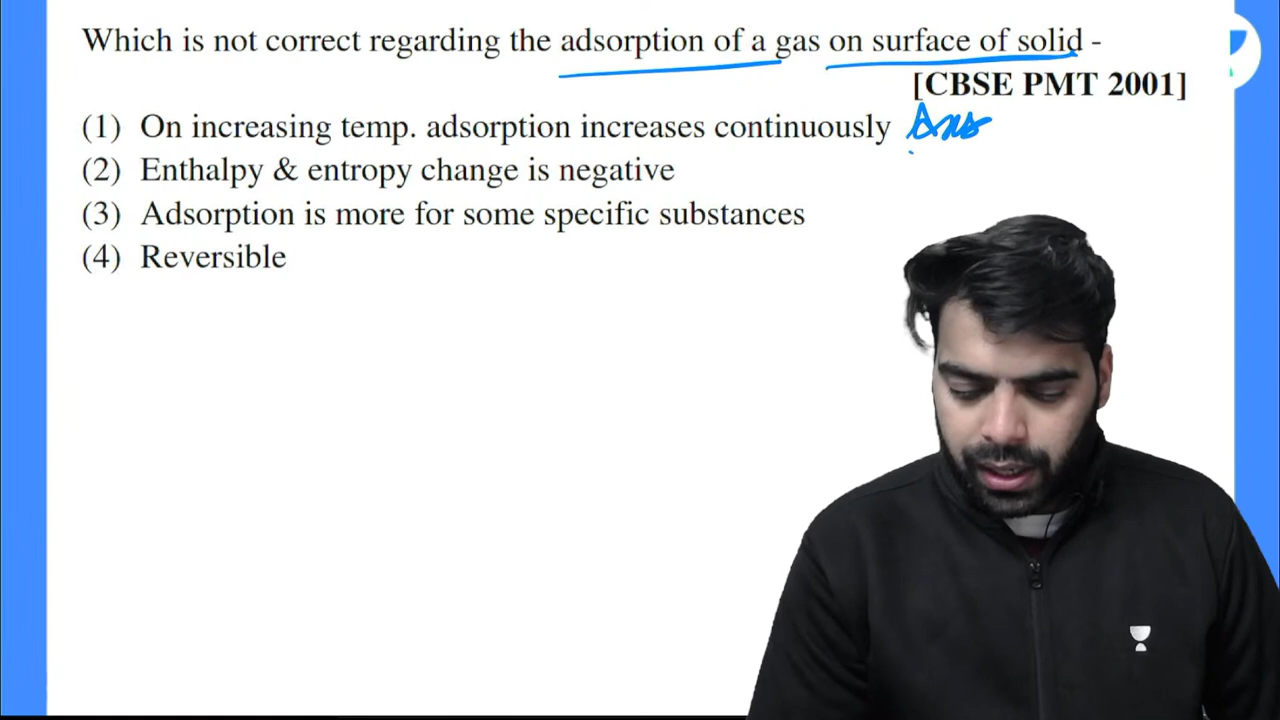 Which is not correct regarding the adsorption of a gas on surface of solid -
[CBSE PMT 2001]
(1) On increasing temp. adsorption increases continuously Ans
(2) Enthalpy & entropy change is negative
(3) Adsorption is more for some specific substances
(4) Reversible